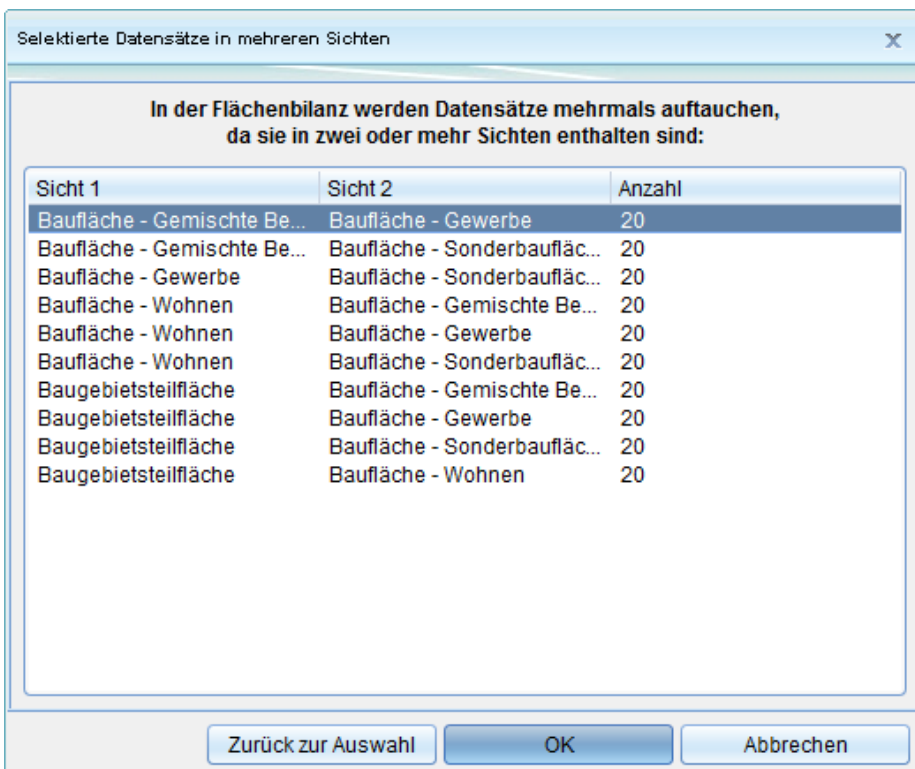 Selektierte Datensätze in mehreren Sichten X
In der Flächenbilanz werden Datensätze mehrmals auftauchen,
da sie in zwei oder mehr Sichten enthalten sind:
Sicht 1 Sicht 2 Anzahl
Baufläche - Gemischte Be... Baufläche - Gewerbe 20
Baufläche - Gemischte Be... Baufläche - Sonderbaufläc... 20
Baufläche - Gewerbe Baufläche - Sonderbaufläc... 20
Baufläche - Wohnen Baufläche - Gemischte Be... 20
Baufläche - Wohnen Baufläche - Gewerbe 20
Baufläche - Wohnen Baufläche - Sonderbaufläc... 20
Baugebietsteilfläche Baufläche - Gemischte Be... 20
Baugebietsteilfläche Baufläche - Gewerbe 20
Baugebietsteilfläche Baufläche - Sonderbaufläc... 20
Baugebietsteilfläche Baufläche - Wohnen 20
Zurück zur Auswahl OK Abbrechen